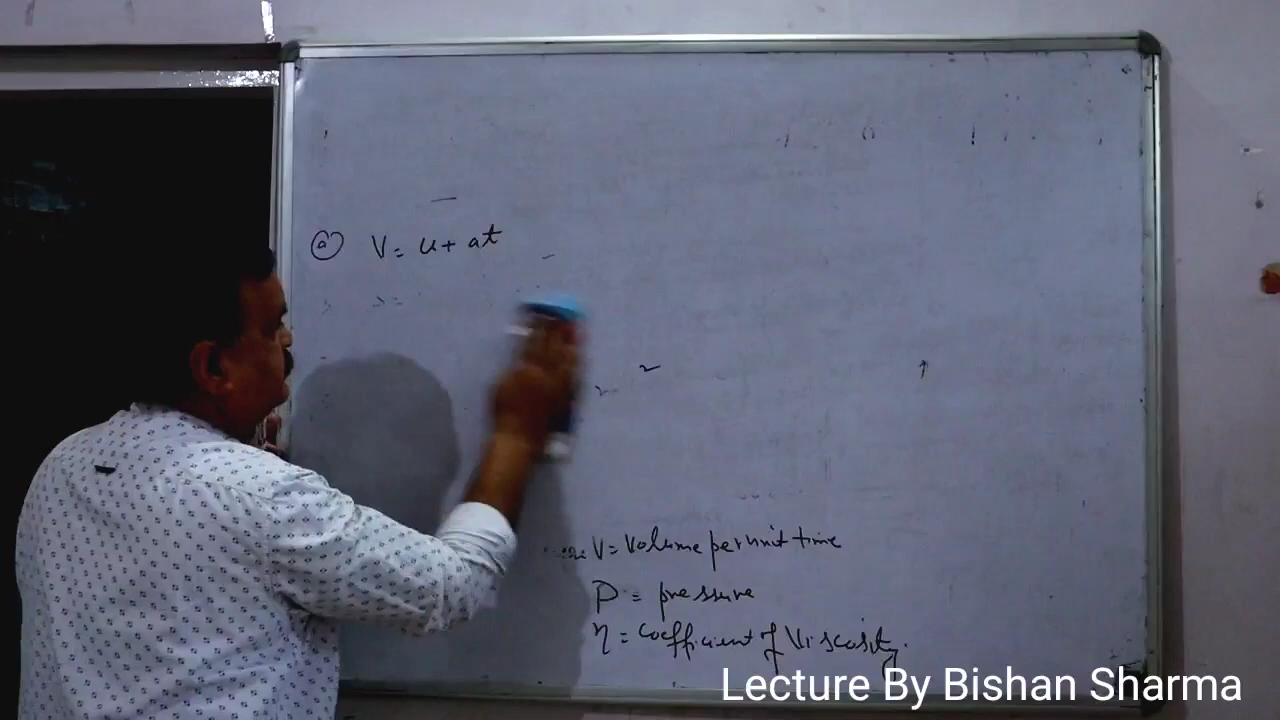 (a) V = u + at
V = Volume per unit time
P = pressure
η = coefficient of Viscosity.
Lecture By Bishan Sharma